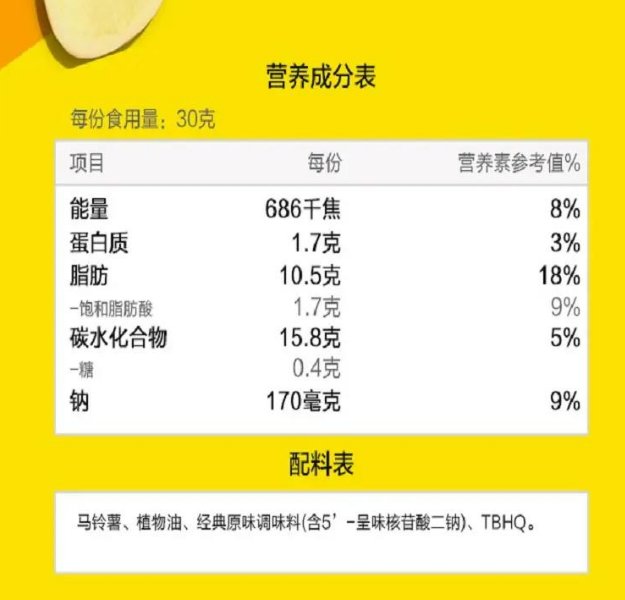 营养成分表
每份食用量：30克
项目 每份 营养素参考值%
能量 686千焦 8%
蛋白质 1.7克 3%
脂肪 10.5克 18%
-饱和脂肪酸 1.7克 9%
碳水化合物 15.8克 5%
-糖 0.4克
钠 170毫克 9%
配料表
马铃薯、植物油、经典原味调味料(含5’-呈味核苷酸二钠)、TBHQ。